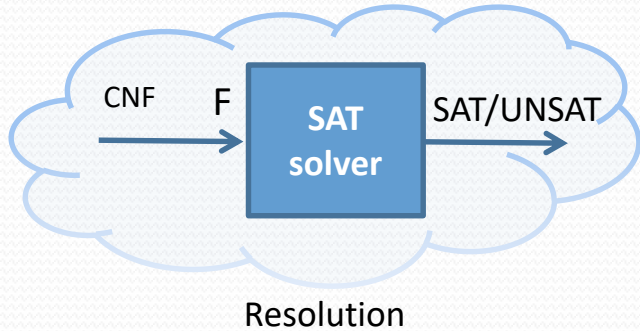 CNF
F
SAT
solver
SAT/UNSAT
Resolution